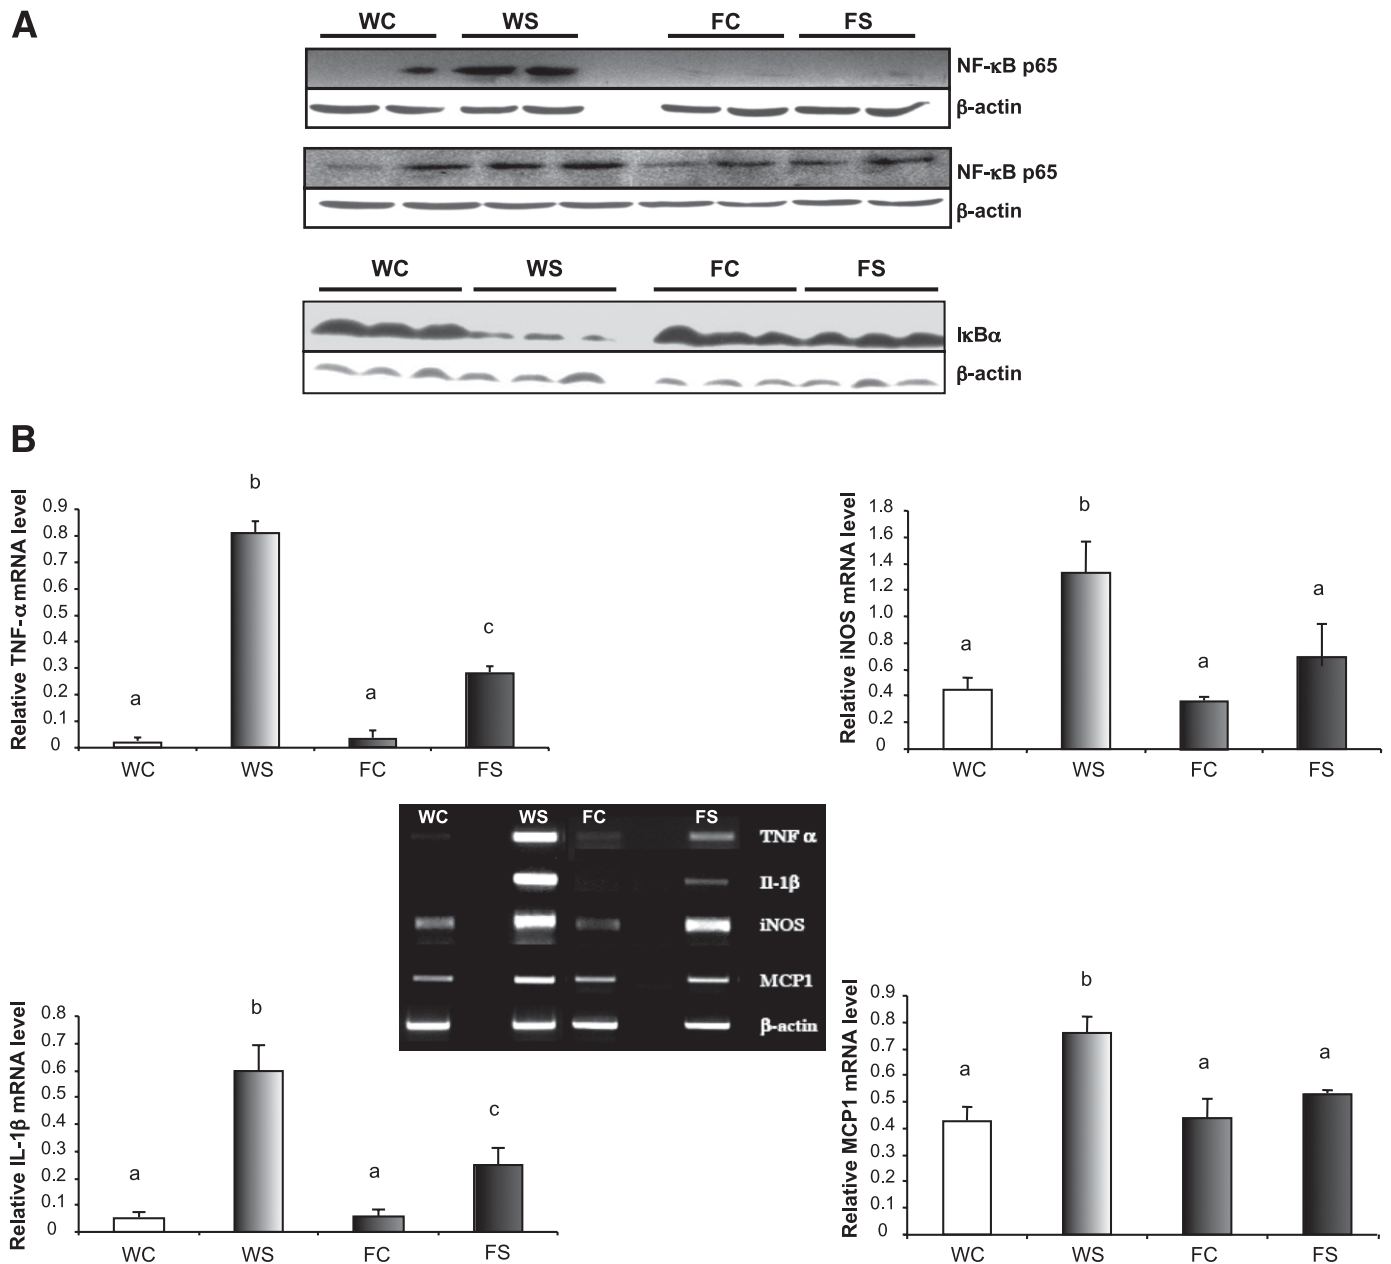 A
WC WS FC FS
NF-κB p65
β-actin
NF-κB p65
β-actin
WC WS FC FS
IκBα
β-actin
B
Relative TNF-α mRNA level
0.9
0.8
0.7
0.6
0.5
0.4
0.3
0.2
0.1
0
a b a c
WC WS FC FS
Relative iNOS mRNA level
1.8
1.6
1.4
1.2
1.0
0.8
0.6
0.4
0.2
0
a b a a
WC WS FC FS
WC WS FC FS
TNF α
Il-1β
iNOS
MCP1
β-actin
Relative IL-1β mRNA level
0.8
0.7
0.6
0.5
0.4
0.3
0.2
0.1
0
a b a c
WC WS FC FS
Relative MCP1 mRNA level
0.9
0.8
0.7
0.6
0.5
0.4
0.3
0.2
0.1
0
a b a a
WC WS FC FS